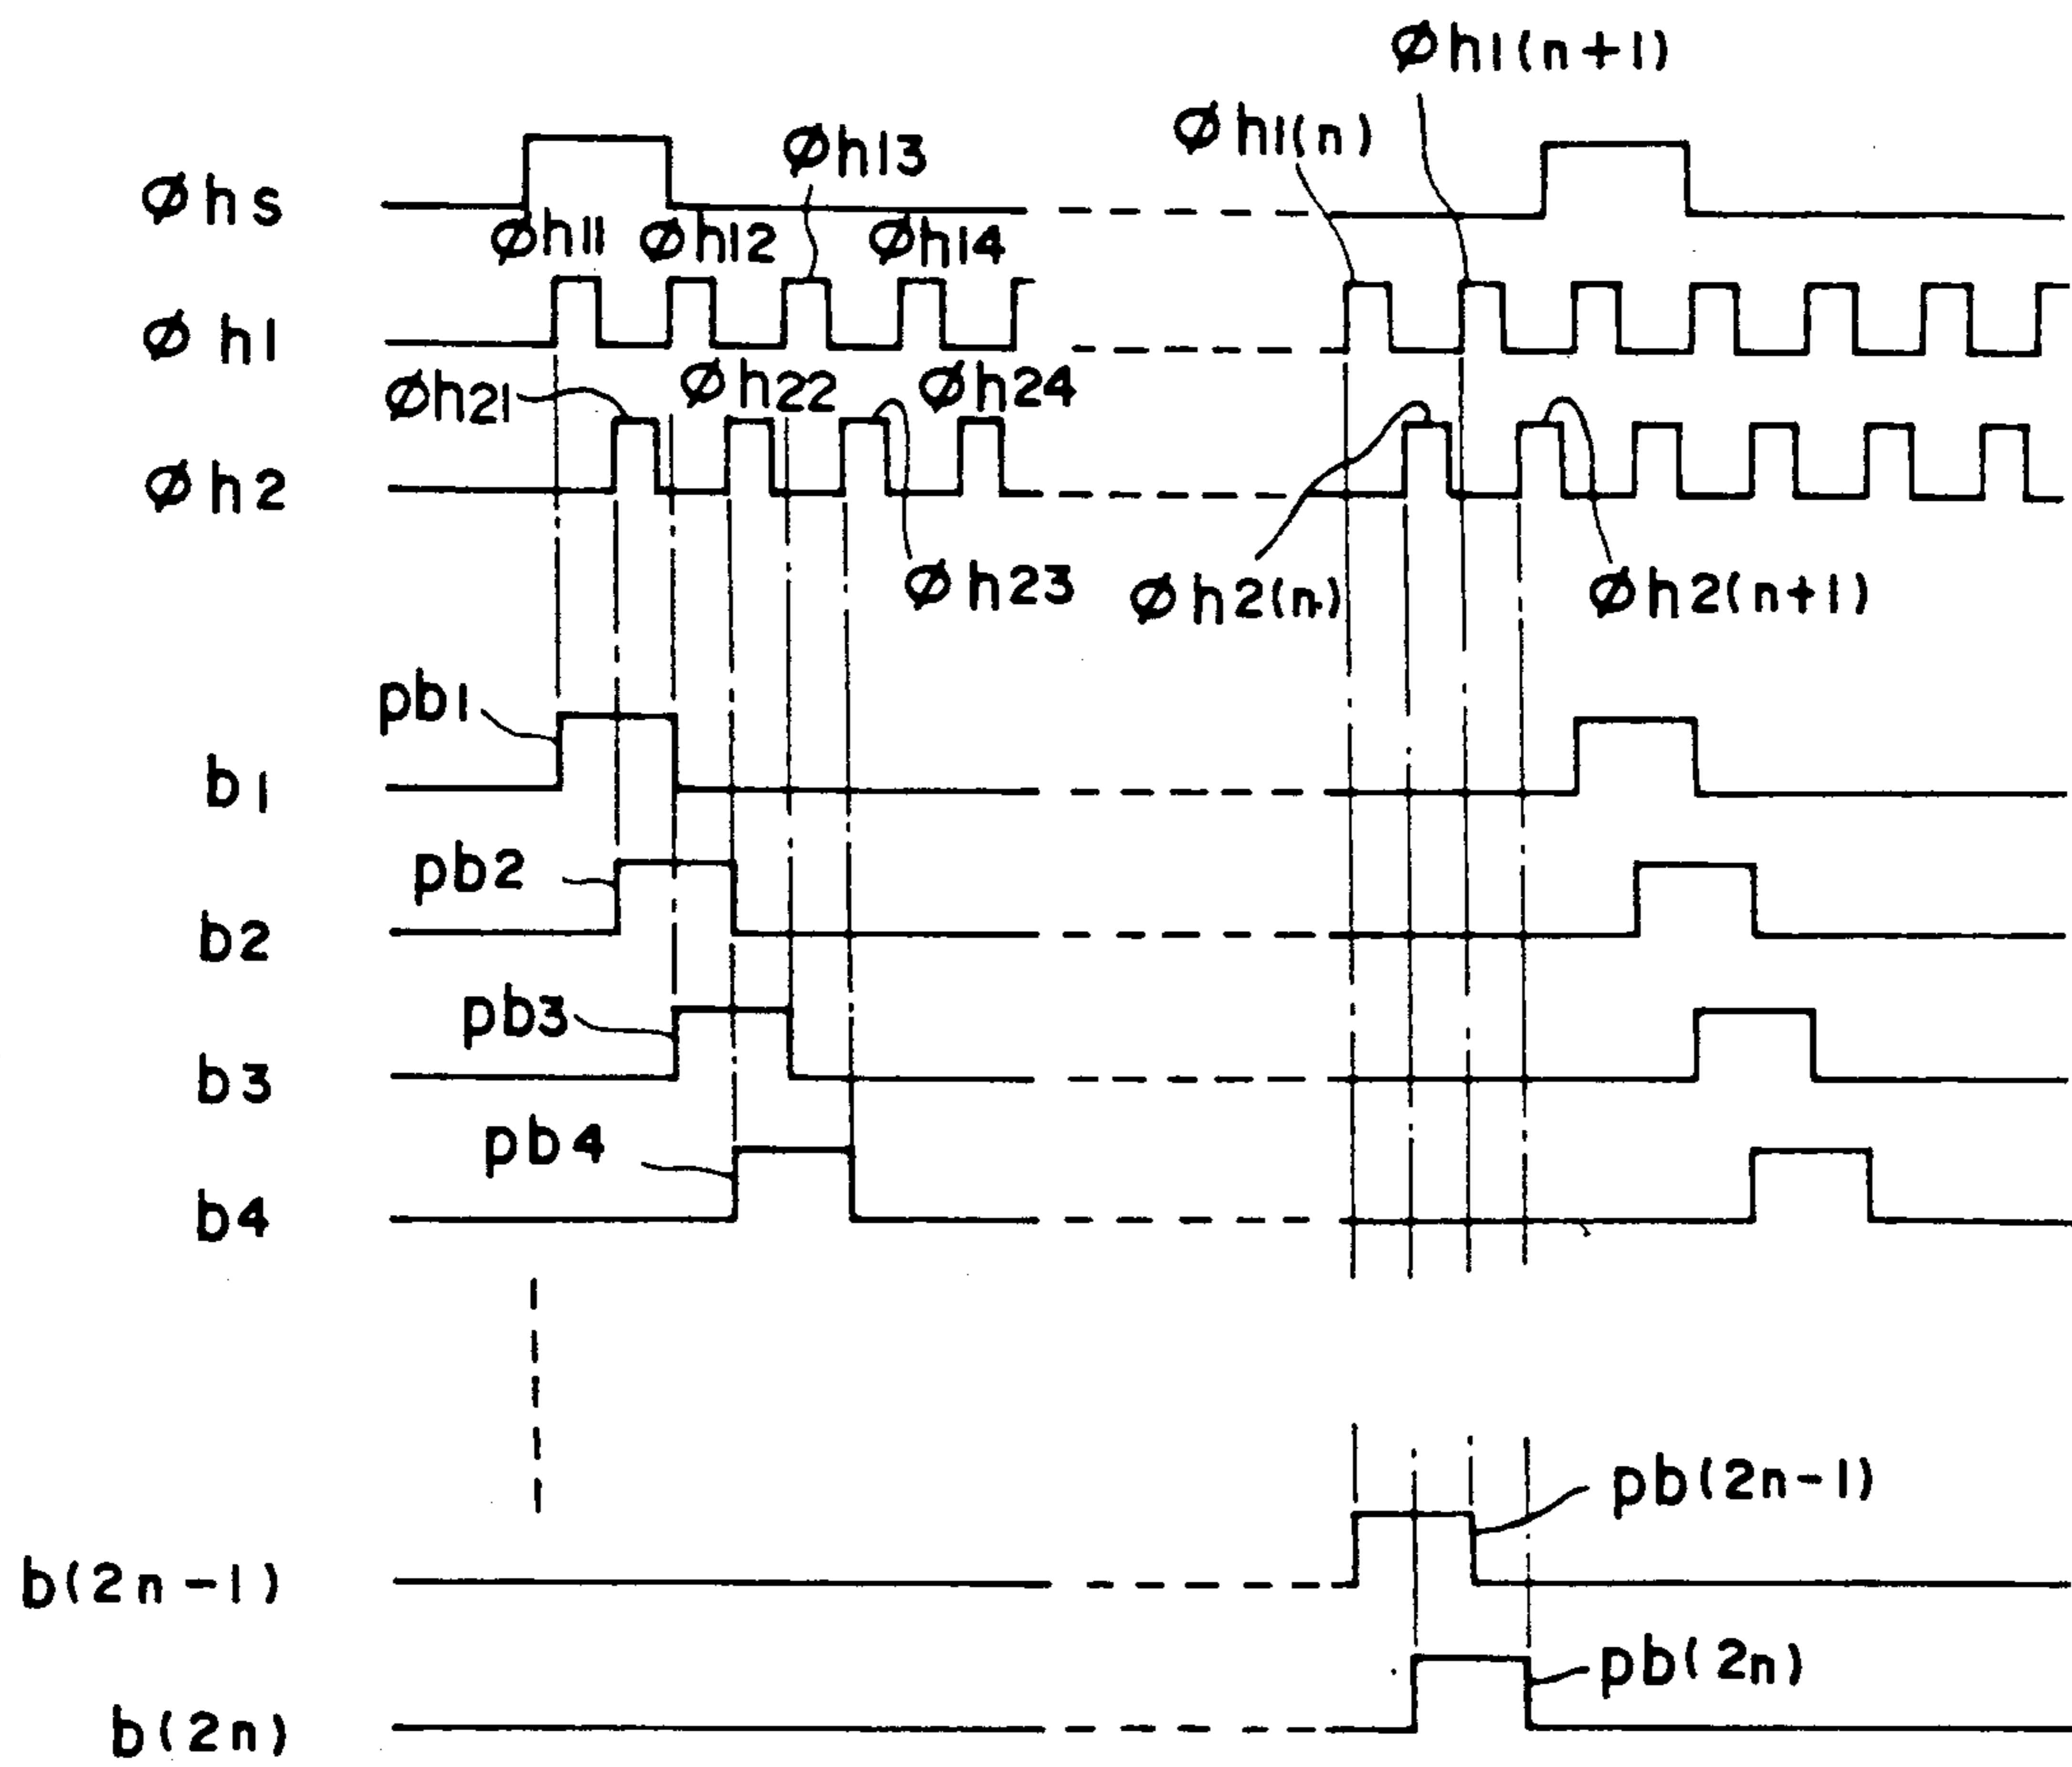 øh1(n+1)
øh1(n)
øh13
øhs
øh11
øh12
øh14
øh1
øh21
øh22
øh24
øh2
øh23
øh2(n)
øh2(n+1)
pb1
b1
pb2
b2
pb3
b3
pb4
b4
pb(2n-1)
b(2n-1)
pb(2n)
b(2n)